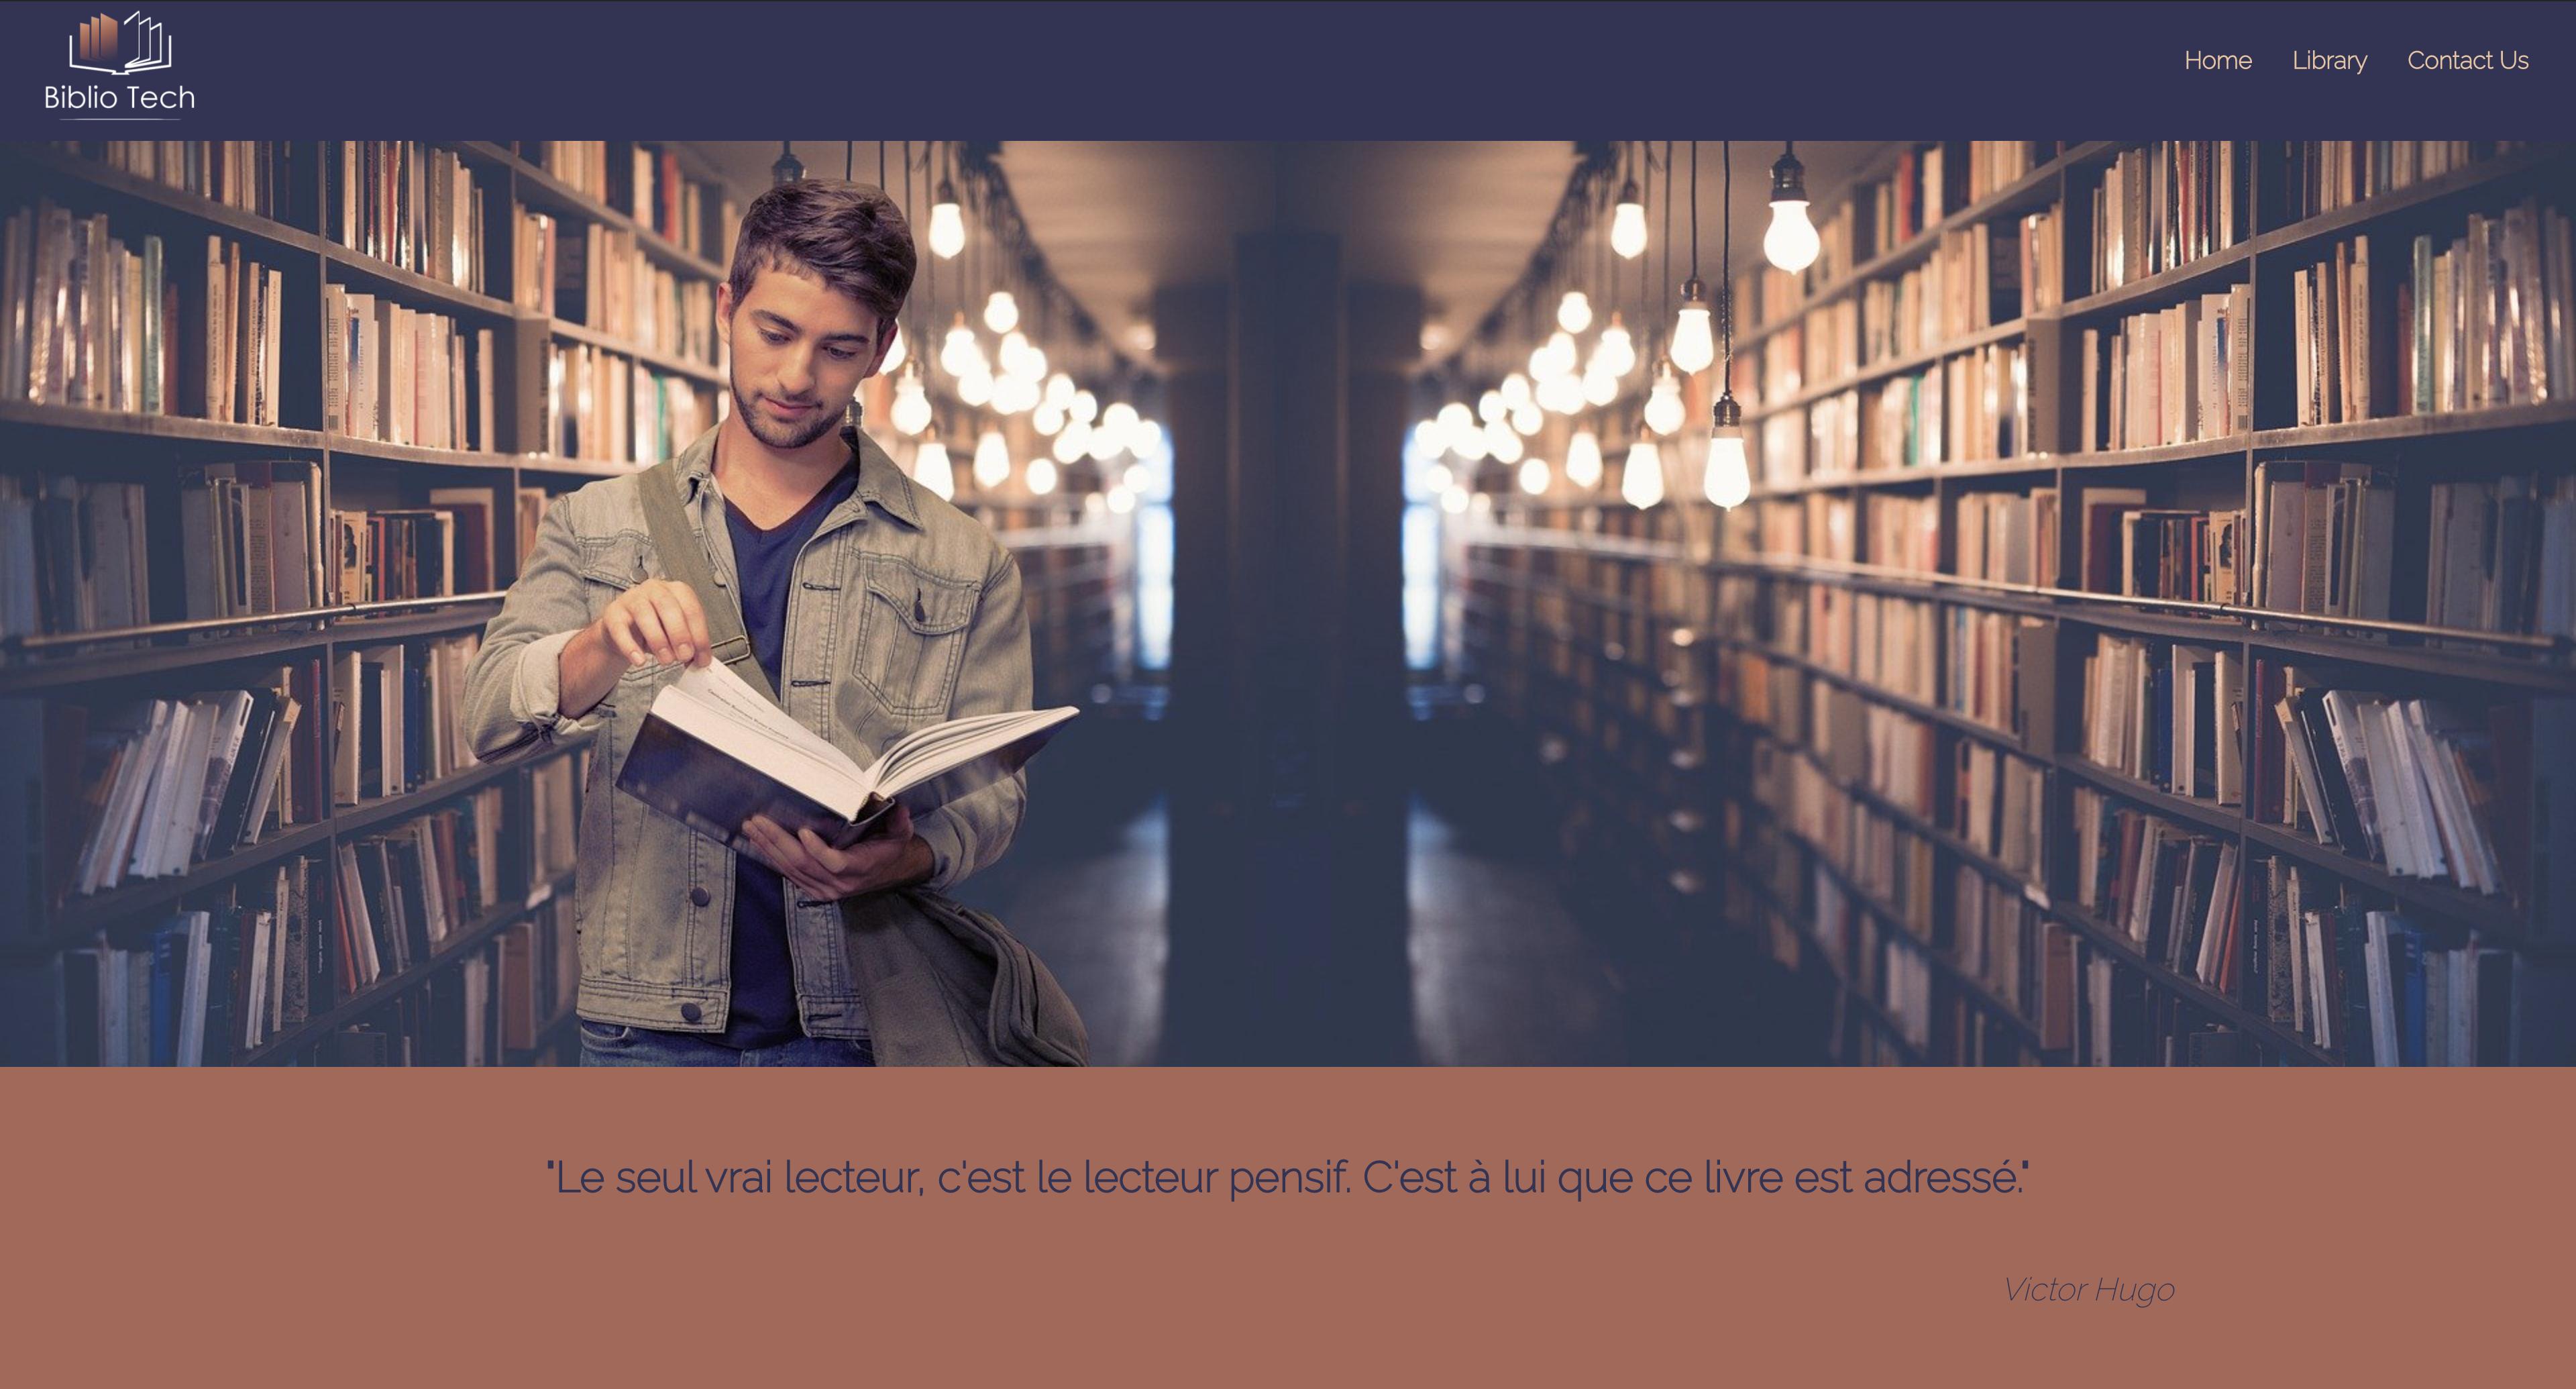 Biblio Tech
Home Library Contact Us
"Le seul vrai lecteur, c'est le lecteur pensif. C'est à lui que ce livre est adressé."
Victor Hugo